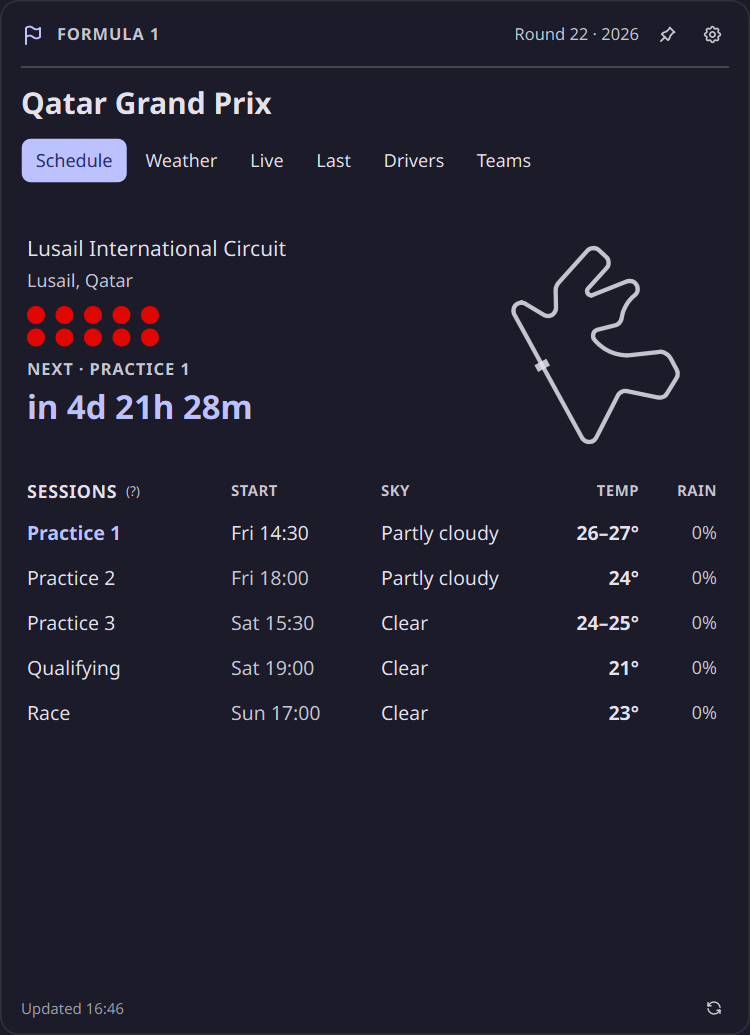 FORMULA 1
Round 22 · 2026
Qatar Grand Prix
Schedule Weather Live Last Drivers Teams
Lusail International Circuit
Lusail, Qatar
NEXT · PRACTICE 1
in 4d 21h 28m
SESSIONS (?) START SKY TEMP RAIN
Practice 1 Fri 14:30 Partly cloudy 26–27° 0%
Practice 2 Fri 18:00 Partly cloudy 24° 0%
Practice 3 Sat 15:30 Clear 24–25° 0%
Qualifying Sat 19:00 Clear 21° 0%
Race Sun 17:00 Clear 23° 0%
Updated 16:46